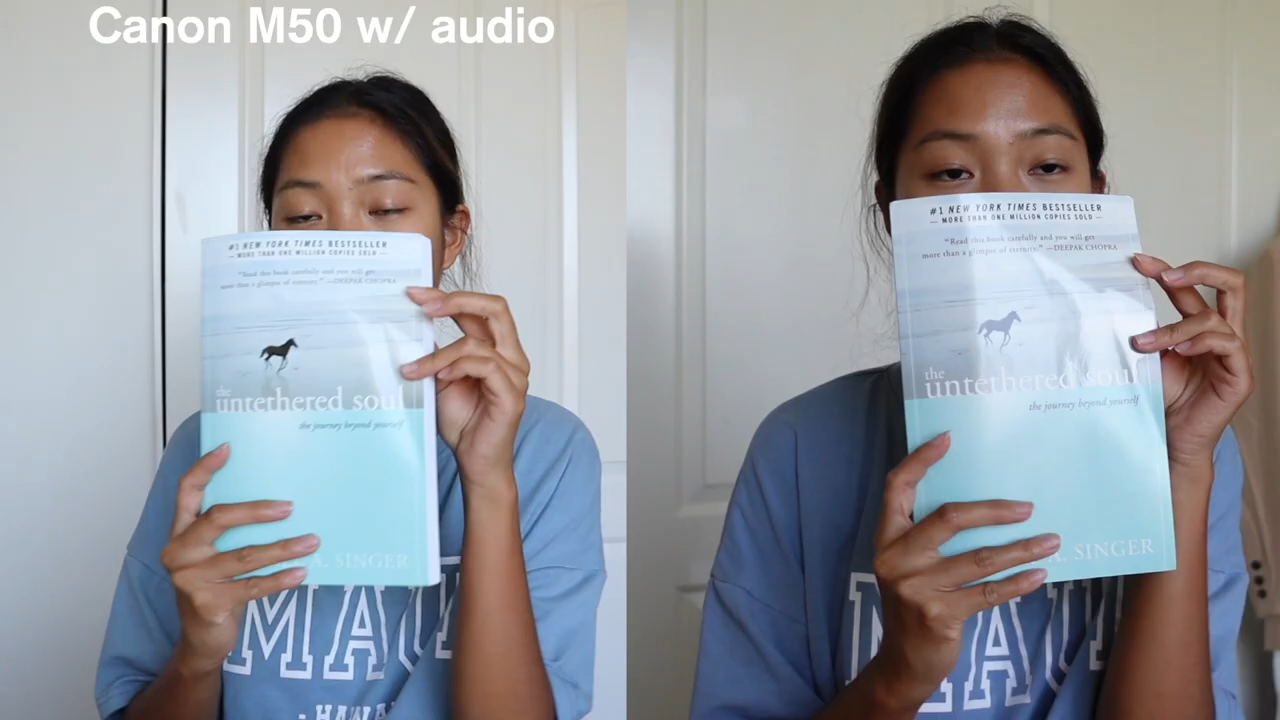 Canon M50 w/ audio
#1 NEW YORK TIMES BESTSELLER
— MORE THAN ONE MILLION COPIES SOLD —
"Read this book carefully and you will get
more than a glimpse of eternity." —DEEPAK CHOPRA
the
untethered soul
the journey beyond yourself
A. SINGER
MAU
#1 NEW YORK TIMES BESTSELLER
— MORE THAN ONE MILLION COPIES SOLD —
"Read this book carefully and you will get
more than a glimpse of eternity." —DEEPAK CHOPRA
the
untethered soul
the journey beyond yourself
A. SINGER
MAUI